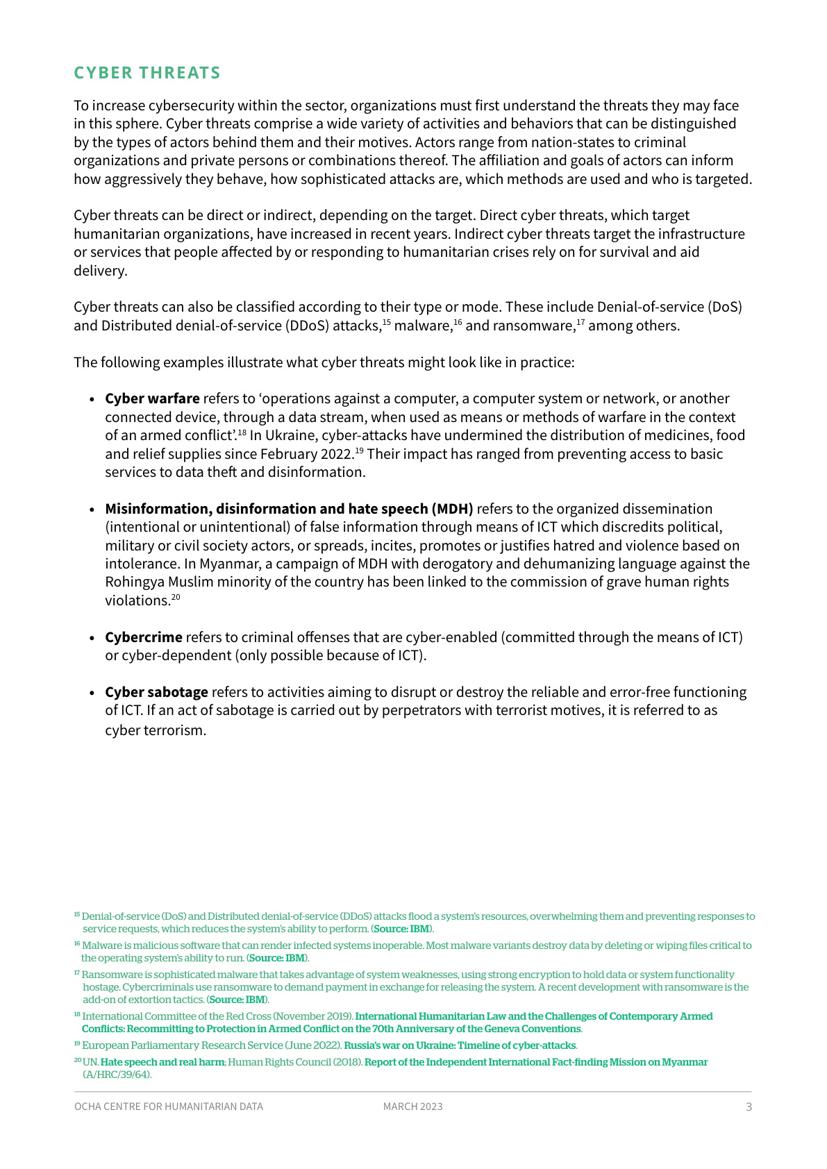 CYBER THREATS
To increase cybersecurity within the sector, organizations must first understand the threats they may face
in this sphere. Cyber threats comprise a wide variety of activities and behaviors that can be distinguished
by the types of actors behind them and their motives. Actors range from nation-states to criminal
organizations and private persons or combinations thereof. The affiliation and goals of actors can inform
how aggressively they behave, how sophisticated attacks are, which methods are used and who is targeted.
Cyber threats can be direct or indirect, depending on the target. Direct cyber threats, which target
humanitarian organizations, have increased in recent years. Indirect cyber threats target the infrastructure
or services that people affected by or responding to humanitarian crises rely on for survival and aid
delivery.
Cyber threats can also be classified according to their type or mode. These include Denial-of-service (DoS)
and Distributed denial-of-service (DDoS) attacks,15 malware,16 and ransomware,17 among others.
The following examples illustrate what cyber threats might look like in practice:
• Cyber warfare refers to ‘operations against a computer, a computer system or network, or another
connected device, through a data stream, when used as means or methods of warfare in the context
of an armed conflict’.18 In Ukraine, cyber-attacks have undermined the distribution of medicines, food
and relief supplies since February 2022.19 Their impact has ranged from preventing access to basic
services to data theft and disinformation.
• Misinformation, disinformation and hate speech (MDH) refers to the organized dissemination
(intentional or unintentional) of false information through means of ICT which discredits political,
military or civil society actors, or spreads, incites, promotes or justifies hatred and violence based on
intolerance. In Myanmar, a campaign of MDH with derogatory and dehumanizing language against the
Rohingya Muslim minority of the country has been linked to the commission of grave human rights
violations.20
• Cybercrime refers to criminal offenses that are cyber-enabled (committed through the means of ICT)
or cyber-dependent (only possible because of ICT).
• Cyber sabotage refers to activities aiming to disrupt or destroy the reliable and error-free functioning
of ICT. If an act of sabotage is carried out by perpetrators with terrorist motives, it is referred to as
cyber terrorism.
15 Denial-of-service (DoS) and Distributed denial-of-service (DDoS) attacks flood a system's resources, overwhelming them and preventing responses to
service requests, which reduces the system's ability to perform. (Source: IBM).
16 Malware is malicious software that can render infected systems inoperable. Most malware variants destroy data by deleting or wiping files critical to
the operating system's ability to run. (Source: IBM).
17 Ransomware is sophisticated malware that takes advantage of system weaknesses, using strong encryption to hold data or system functionality
hostage. Cybercriminals use ransomware to demand payment in exchange for releasing the system. A recent development with ransomware is the
add-on of extortion tactics. (Source: IBM).
18 International Committee of the Red Cross (November 2019). International Humanitarian Law and the Challenges of Contemporary Armed
Conflicts: Recommitting to Protection in Armed Conflict on the 70th Anniversary of the Geneva Conventions.
19 European Parliamentary Research Service (June 2022). Russia's war on Ukraine: Timeline of cyber-attacks.
20 UN. Hate speech and real harm; Human Rights Council (2018). Report of the Independent International Fact-finding Mission on Myanmar
(A/HRC/39/64).
OCHA CENTRE FOR HUMANITARIAN DATA MARCH 2023 3